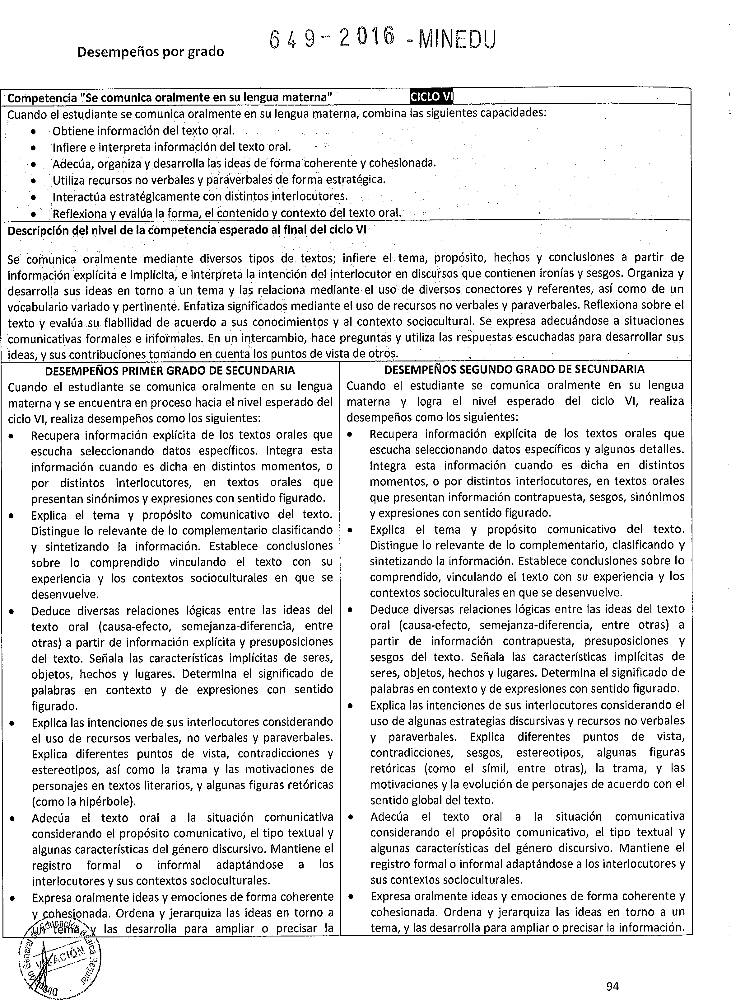 649-2016-MINEDU
Desempeños por grado
Competencia "Se comunica oralmente en su lengua materna" CICLO VI
Cuando el estudiante se comunica oralmente en su lengua materna, combina las siguientes capacidades:
• Obtiene información del texto oral.
• Infiere e interpreta información del texto oral.
• Adecúa, organiza y desarrolla las ideas de forma coherente y cohesionada.
• Utiliza recursos no verbales y paraverbales de forma estratégica.
• Interactúa estratégicamente con distintos interlocutores.
• Reflexiona y evalúa la forma, el contenido y contexto del texto oral.
Descripción del nivel de la competencia esperado al final del ciclo VI
Se comunica oralmente mediante diversos tipos de textos; infiere el tema, propósito, hechos y conclusiones a partir de
información explícita e implícita, e interpreta la intención del interlocutor en discursos que contienen ironías y sesgos. Organiza y
desarrolla sus ideas en torno a un tema y las relaciona mediante el uso de diversos conectores y referentes, así como de un
vocabulario variado y pertinente. Enfatiza significados mediante el uso de recursos no verbales y paraverbales. Reflexiona sobre el
texto y evalúa su fiabilidad de acuerdo a sus conocimientos y al contexto sociocultural. Se expresa adecuándose a situaciones
comunicativas formales e informales. En un intercambio, hace preguntas y utiliza las respuestas escuchadas para desarrollar sus
ideas, y sus contribuciones tomando en cuenta los puntos de vista de otros.
DESEMPEÑOS PRIMER GRADO DE SECUNDARIA
Cuando el estudiante se comunica oralmente en su lengua
materna y se encuentra en proceso hacia el nivel esperado del
ciclo VI, realiza desempeños como los siguientes:
• Recupera información explícita de los textos orales que
escucha seleccionando datos específicos. Integra esta
información cuando es dicha en distintos momentos, o
por distintos interlocutores, en textos orales que
presentan sinónimos y expresiones con sentido figurado.
• Explica el tema y propósito comunicativo del texto.
Distingue lo relevante de lo complementario clasificando
y sintetizando la información. Establece conclusiones
sobre lo comprendido vinculando el texto con su
experiencia y los contextos socioculturales en que se
desenvuelve.
• Deduce diversas relaciones lógicas entre las ideas del
texto oral (causa-efecto, semejanza-diferencia, entre
otras) a partir de información explícita y presuposiciones
del texto. Señala las características implícitas de seres,
objetos, hechos y lugares. Determina el significado de
palabras en contexto y de expresiones con sentido
figurado.
• Explica las intenciones de sus interlocutores considerando
el uso de recursos verbales, no verbales y paraverbales.
Explica diferentes puntos de vista, contradicciones y
estereotipos, así como la trama y las motivaciones de
personajes en textos literarios, y algunas figuras retóricas
(como la hipérbole).
• Adecúa el texto oral a la situación comunicativa
considerando el propósito comunicativo, el tipo textual y
algunas características del género discursivo. Mantiene el
registro formal o informal adaptándose a los
interlocutores y sus contextos socioculturales.
• Expresa oralmente ideas y emociones de forma coherente
y cohesionada. Ordena y jerarquiza las ideas en torno a
un tema y las desarrolla para ampliar o precisar la
DESEMPEÑOS SEGUNDO GRADO DE SECUNDARIA
Cuando el estudiante se comunica oralmente en su lengua
materna y logra el nivel esperado del ciclo VI, realiza
desempeños como los siguientes:
• Recupera información explícita de los textos orales que
escucha seleccionando datos específicos y algunos detalles.
Integra esta información cuando es dicha en distintos
momentos, o por distintos interlocutores, en textos orales
que presentan información contrapuesta, sesgos, sinónimos
y expresiones con sentido figurado.
• Explica el tema y propósito comunicativo del texto.
Distingue lo relevante de lo complementario, clasificando y
sintetizando la información. Establece conclusiones sobre lo
comprendido, vinculando el texto con su experiencia y los
contextos socioculturales en que se desenvuelve.
• Deduce diversas relaciones lógicas entre las ideas del texto
oral (causa-efecto, semejanza-diferencia, entre otras) a
partir de información contrapuesta, presuposiciones y
sesgos del texto. Señala las características implícitas de
seres, objetos, hechos y lugares. Determina el significado de
palabras en contexto y de expresiones con sentido figurado.
• Explica las intenciones de sus interlocutores considerando el
uso de algunas estrategias discursivas y recursos no verbales
y paraverbales. Explica diferentes puntos de vista,
contradicciones, sesgos, estereotipos, algunas figuras
retóricas (como el símil, entre otras), la trama, y las
motivaciones y la evolución de personajes de acuerdo con el
sentido global del texto.
• Adecúa el texto oral a la situación comunicativa
considerando el propósito comunicativo, el tipo textual y
algunas características del género discursivo. Mantiene el
registro formal o informal adaptándose a los interlocutores y
sus contextos socioculturales.
• Expresa oralmente ideas y emociones de forma coherente y
cohesionada. Ordena y jerarquiza las ideas en torno a un
tema, y las desarrolla para ampliar o precisar la información.
Dirección General de Educación Básica Regular
VISACIÓN
94